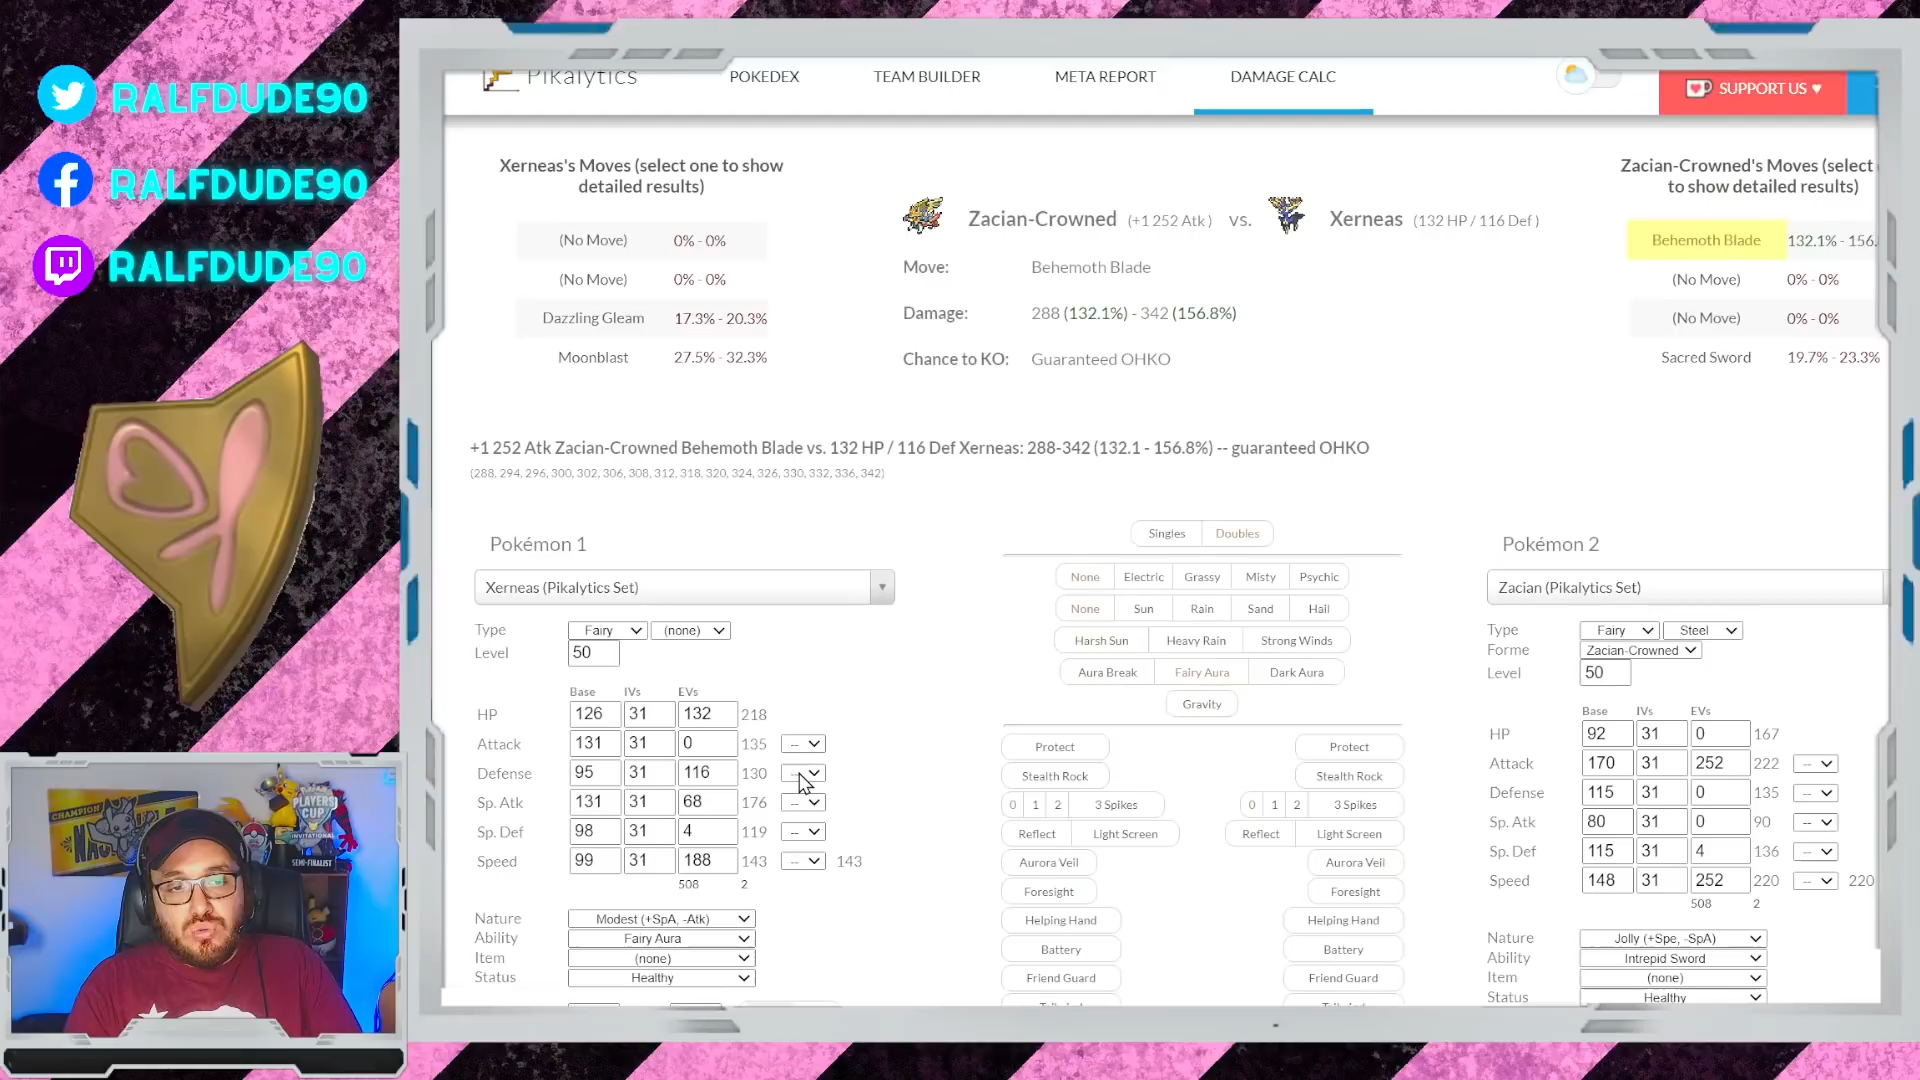 RALFDUDE90
RALFDUDE90
RALFDUDE90
Pikalytics
POKEDEX
TEAM BUILDER
META REPORT
DAMAGE CALC
SUPPORT US ♥
Xerneas's Moves (select one to show
detailed results)
(No Move) 0% - 0%
(No Move) 0% - 0%
Dazzling Gleam 17.3% - 20.3%
Moonblast 27.5% - 32.3%
Zacian-Crowned (+1 252 Atk ) vs. Xerneas (132 HP / 116 Def )
Move: Behemoth Blade
Damage: 288 (132.1%) - 342 (156.8%)
Chance to KO: Guaranteed OHKO
Zacian-Crowned's Moves (select
to show detailed results)
Behemoth Blade 132.1% - 156.
(No Move) 0% - 0%
(No Move) 0% - 0%
Sacred Sword 19.7% - 23.3%
+1 252 Atk Zacian-Crowned Behemoth Blade vs. 132 HP / 116 Def Xerneas: 288-342 (132.1 - 156.8%) -- guaranteed OHKO
(288, 294, 296, 300, 302, 306, 308, 312, 318, 320, 324, 326, 330, 332, 336, 342)
Pokémon 1
Xerneas (Pikalytics Set)
Type Fairy (none)
Level 50
Base IVs EVs
HP 126 31 132 218
Attack 131 31 0 135 --
Defense 95 31 116 130 --
Sp. Atk 131 31 68 176 --
Sp. Def 98 31 4 119 --
Speed 99 31 188 143 -- 143
508 2
Nature Modest (+SpA, -Atk)
Ability Fairy Aura
Item (none)
Status Healthy
Singles Doubles
None Electric Grassy Misty Psychic
None Sun Rain Sand Hail
Harsh Sun Heavy Rain Strong Winds
Aura Break Fairy Aura Dark Aura
Gravity
Protect Protect
Stealth Rock Stealth Rock
0 1 2 3 Spikes 0 1 2 3 Spikes
Reflect Light Screen Reflect Light Screen
Aurora Veil Aurora Veil
Foresight Foresight
Helping Hand Helping Hand
Battery Battery
Friend Guard Friend Guard
Tailwind Tailwind
Pokémon 2
Zacian (Pikalytics Set)
Type Fairy Steel
Forme Zacian-Crowned
Level 50
Base IVs EVs
HP 92 31 0 167
Attack 170 31 252 222 --
Defense 115 31 0 135 --
Sp. Atk 80 31 0 90 --
Sp. Def 115 31 4 136 --
Speed 148 31 252 220 -- 220
508 2
Nature Jolly (+Spe, -SpA)
Ability Intrepid Sword
Item (none)
Status Healthy
CHAMPION
PLAYERS
CUP
INVITATIONAL
SEMI-FINALIST